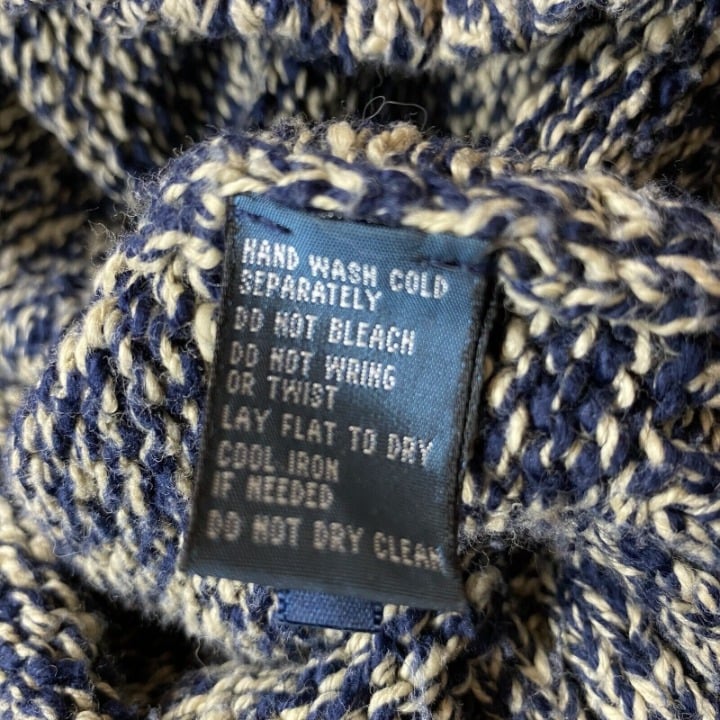 HAND WASH COLD
SEPARATELY
DO NOT BLEACH
DO NOT WRING
OR TWIST
LAY FLAT TO DRY
COOL IRON
IF NEEDED
DO NOT DRY CLEAN